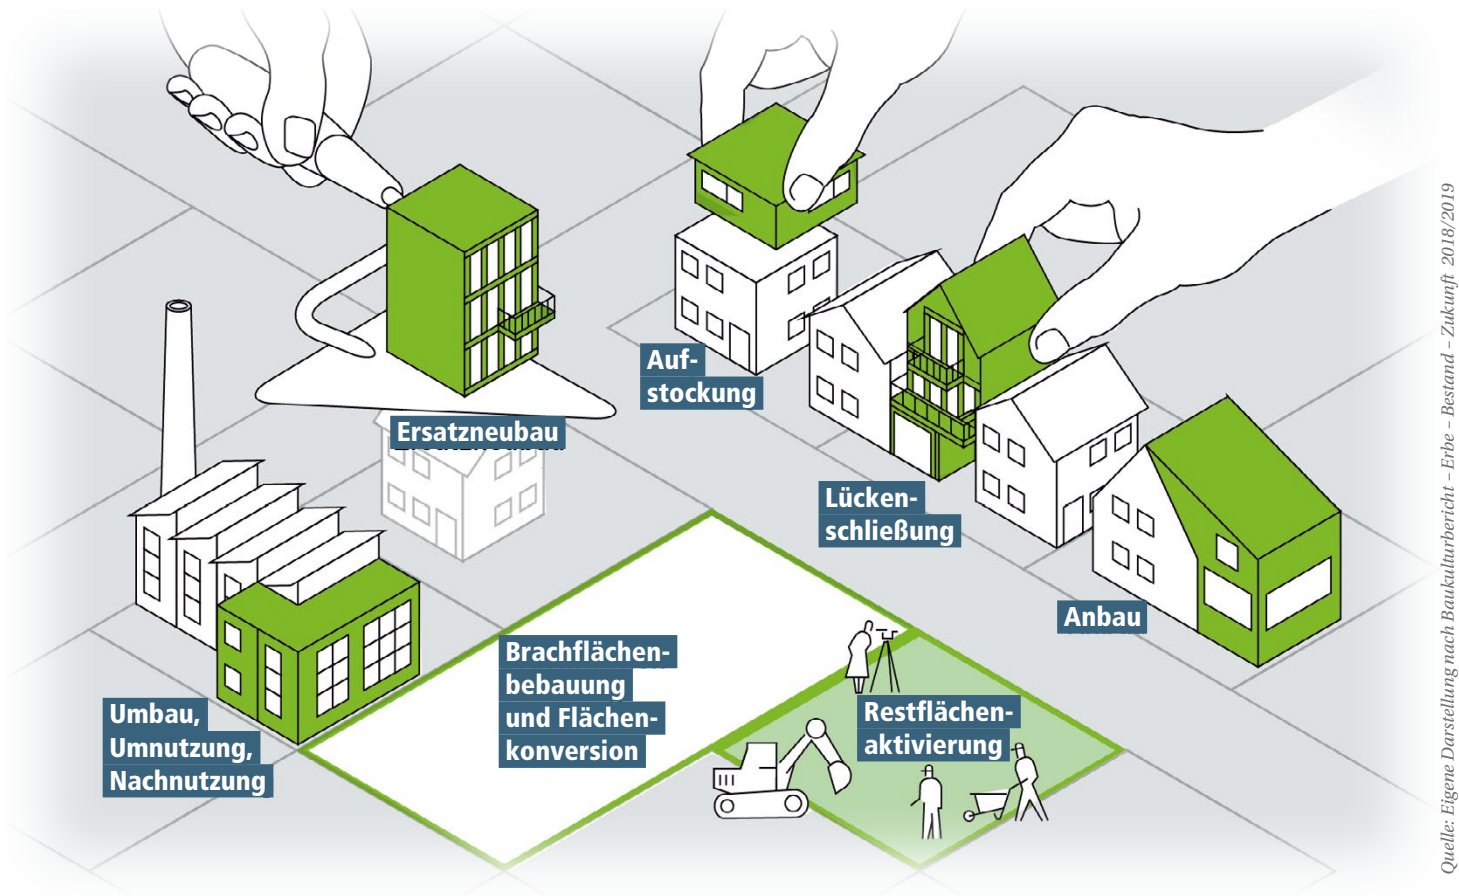 Auf-
stockung
Ersatzneubau
Lücken-
schließung
Anbau
Brachflächen-
bebauung
und Flächen-
konversion
Restflächen-
aktivierung
Umbau,
Umnutzung,
Nachnutzung
Quelle: Eigene Darstellung nach Baukulturbericht – Erbe – Bestand – Zukunft 2018/2019